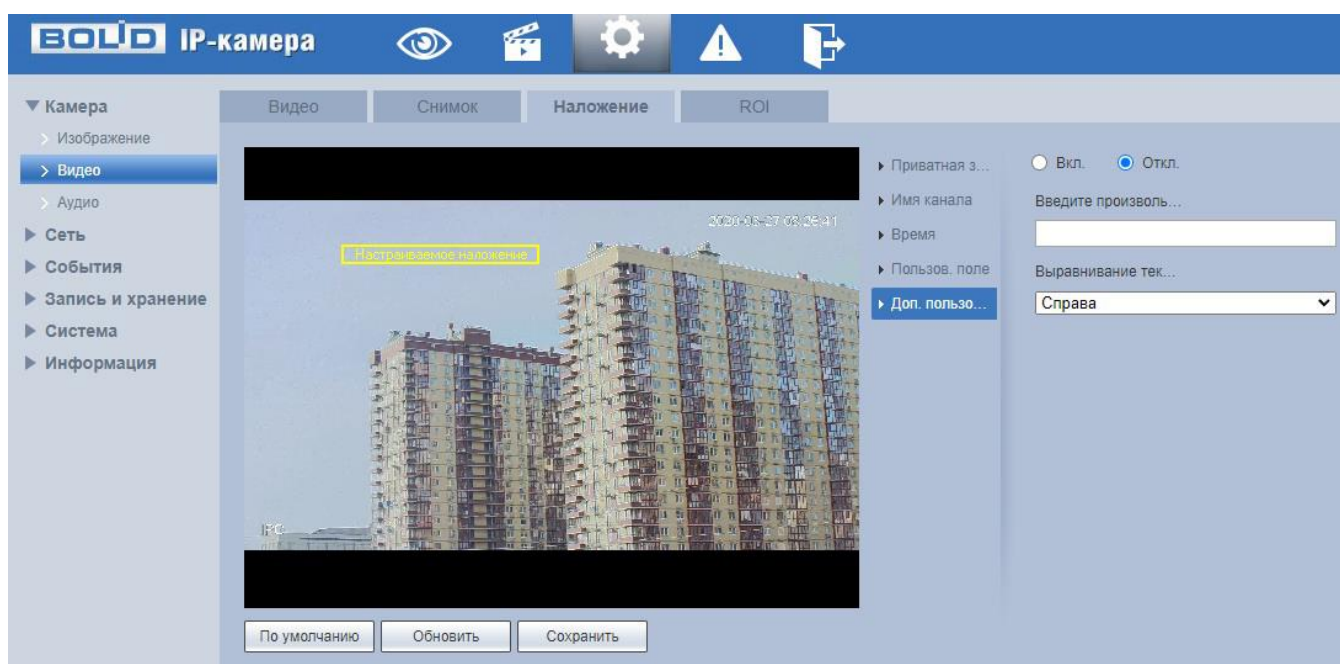 BOLID IP-камера
Камера
Изображение
Видео
Аудио
Сеть
События
Запись и хранение
Система
Информация
Видео Снимок Наложение ROI
Настраиваемое наложение
IPC
Приватная з...
Имя канала
Время
Пользов. поле
Доп. пользо...
Вкл. Откл.
Введите произволь...
Выравнивание тек...
Справа
По умолчанию Обновить Сохранить